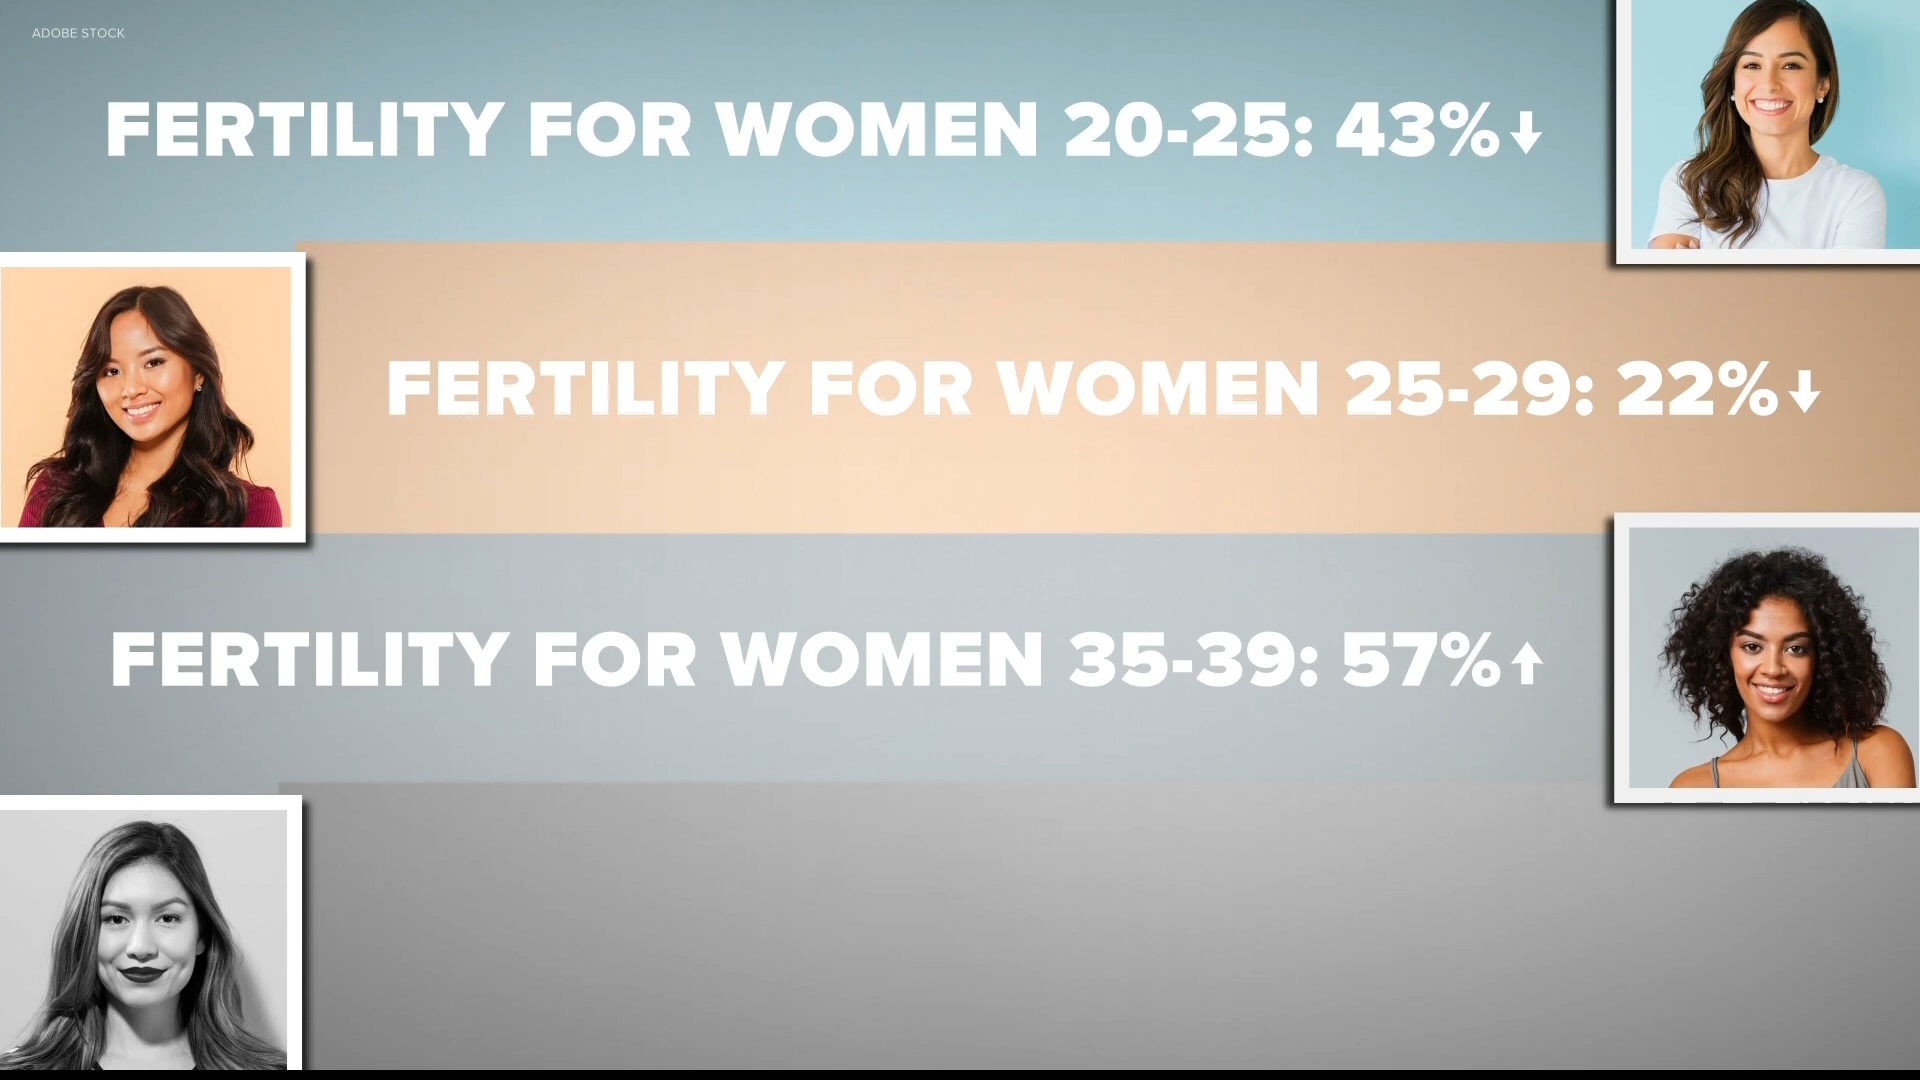 ADOBE STOCK
FERTILITY FOR WOMEN 20-25: 43%↓
FERTILITY FOR WOMEN 25-29: 22%↓
FERTILITY FOR WOMEN 35-39: 57%↑